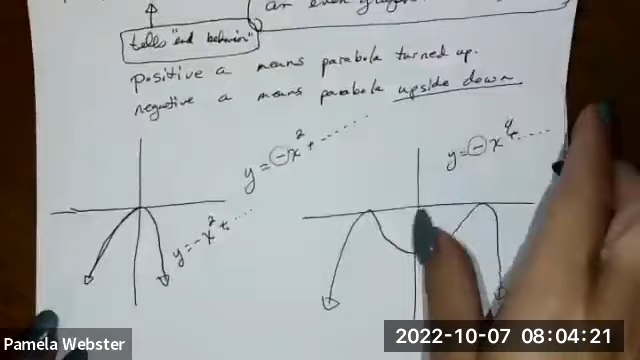 an even
tells "end behavior"
positive a means parabola turned up.
negative a means parabola upside down
y = -x² + ......
y = -x⁴ + ....
y = -x² + ...
Pamela Webster
2022-10-07 08:04:21